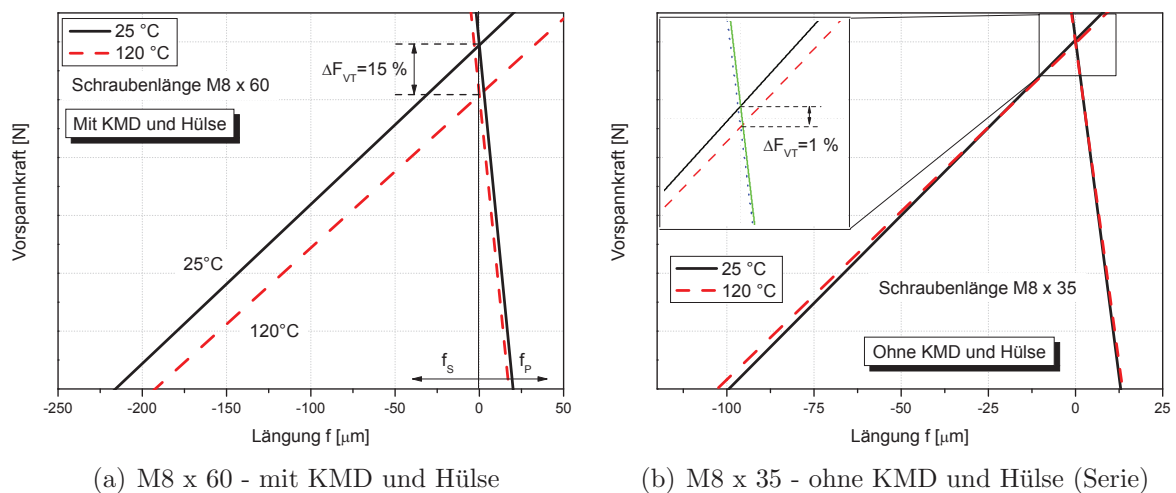 25 °C
120 °C
ΔF_VT=15 %
Schraubenlänge M8 x 60
Mit KMD und Hülse
25°C
120°C
f_S
f_P
Vorspannkraft [N]
-250 -200 -150 -100 -50 0 50
Längung f [μm]
(a) M8 x 60 - mit KMD und Hülse
ΔF_VT=1 %
25 °C
120 °C
Schraubenlänge M8 x 35
Ohne KMD und Hülse
Vorspannkraft [N]
-100 -75 -50 -25 0 25
Längung f [μm]
(b) M8 x 35 - ohne KMD und Hülse (Serie)